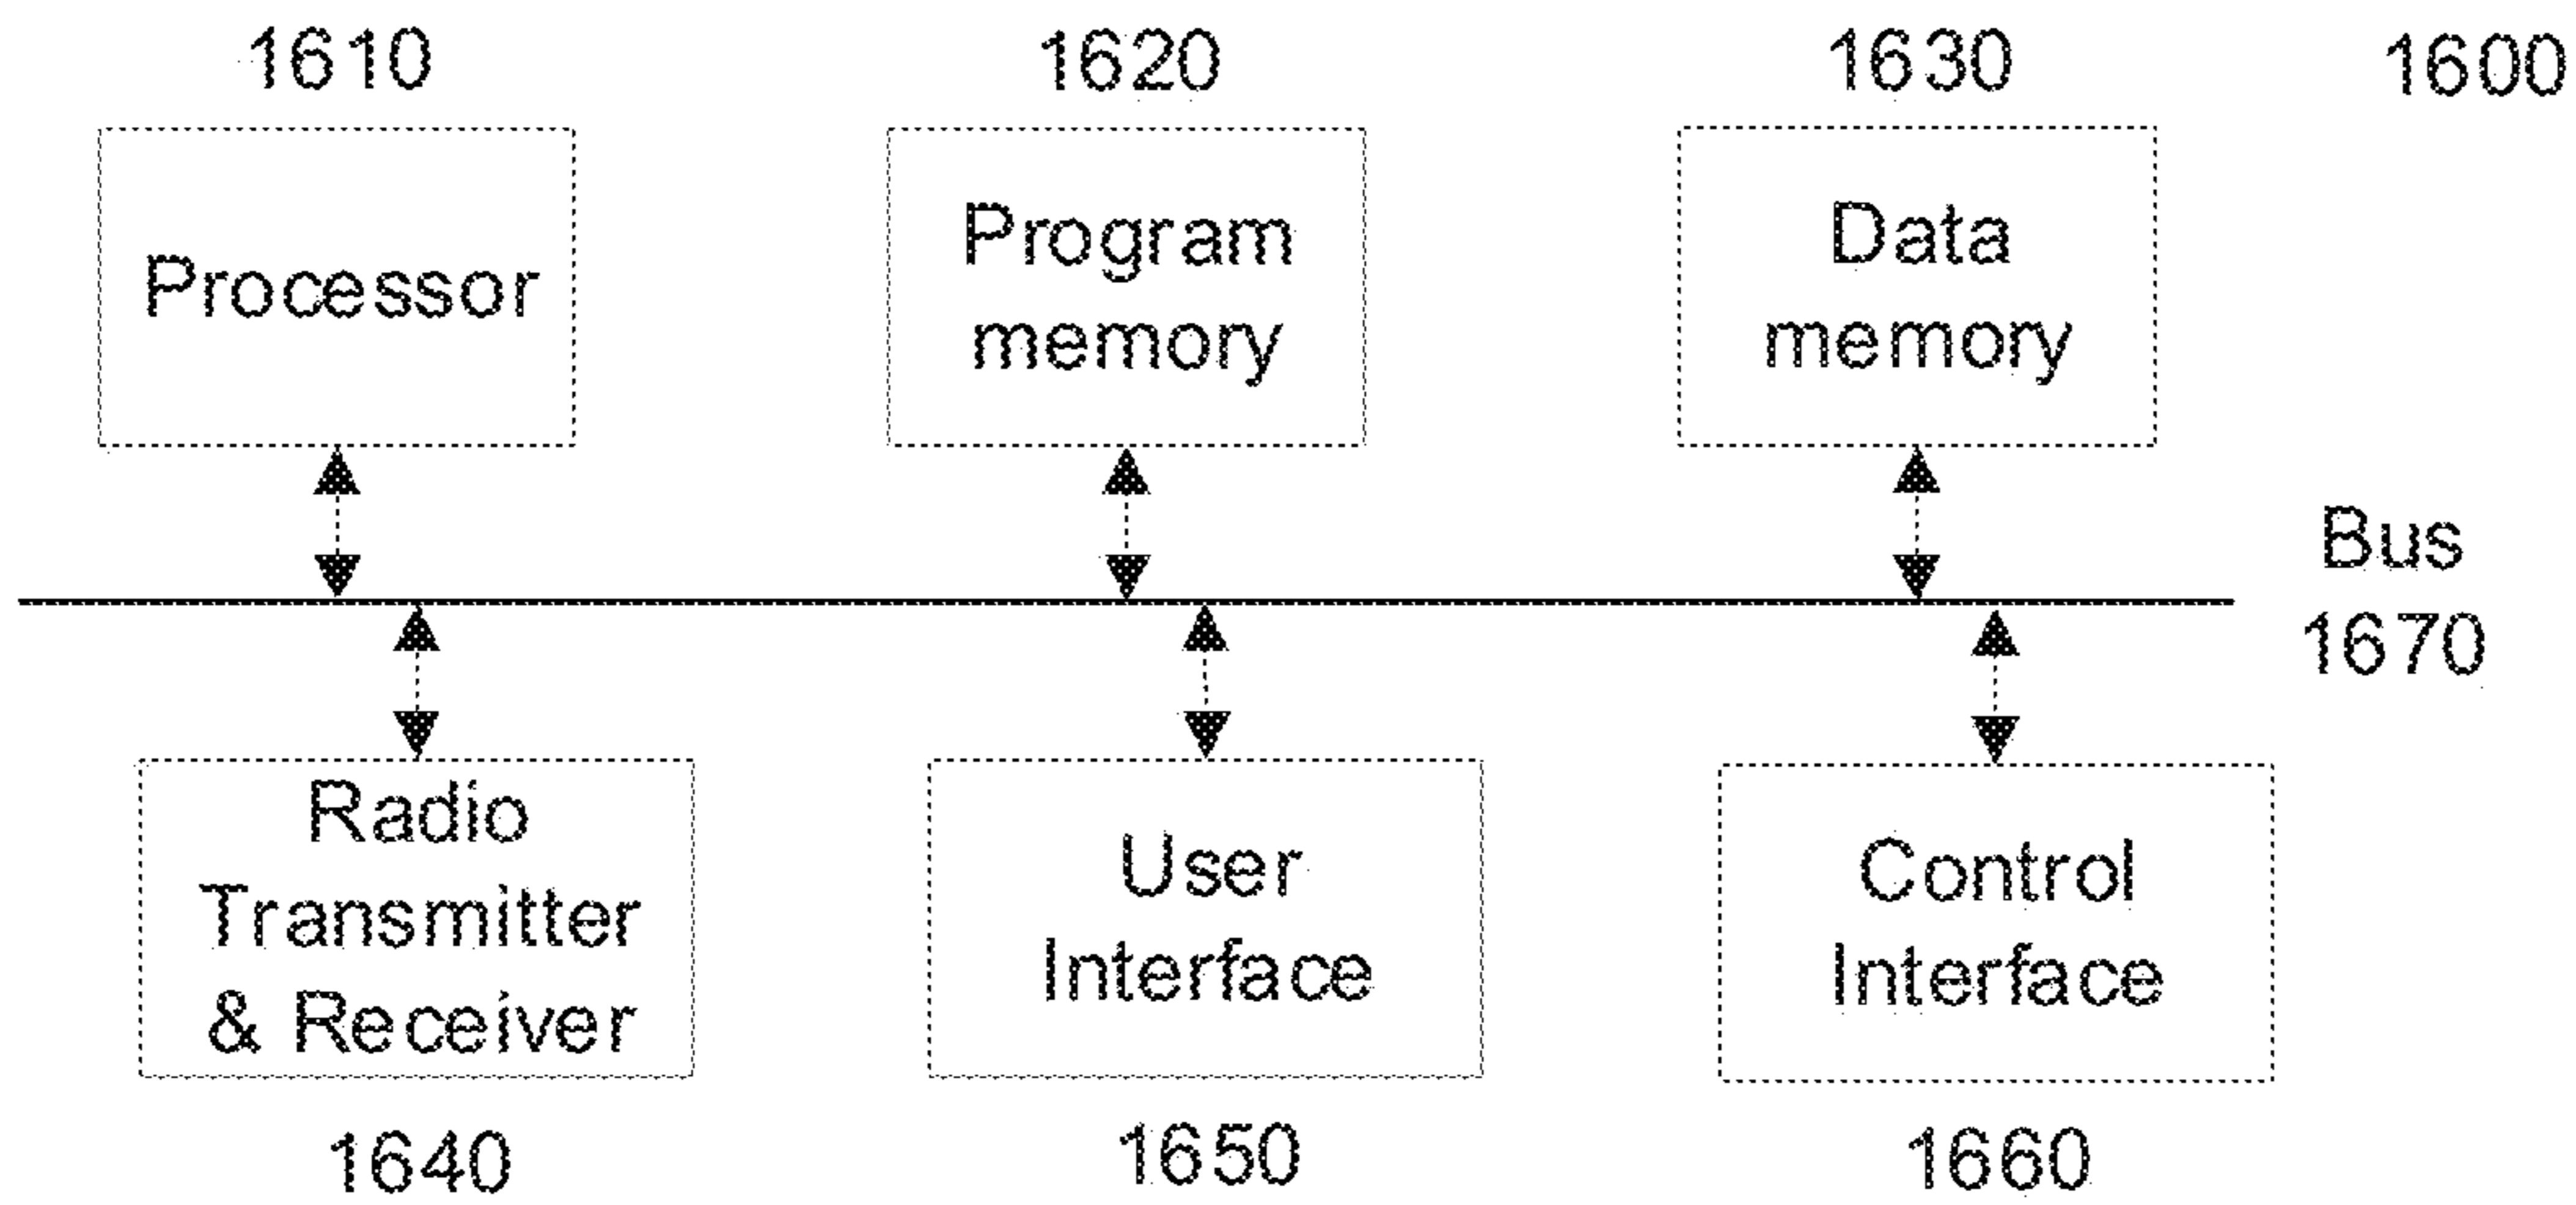 1610
1620
1630
1600
Processor
Program
memory
Data
memory
Bus
1670
Radio
Transmitter
& Receiver
User
Interface
Control
Interface
1640
1650
1660